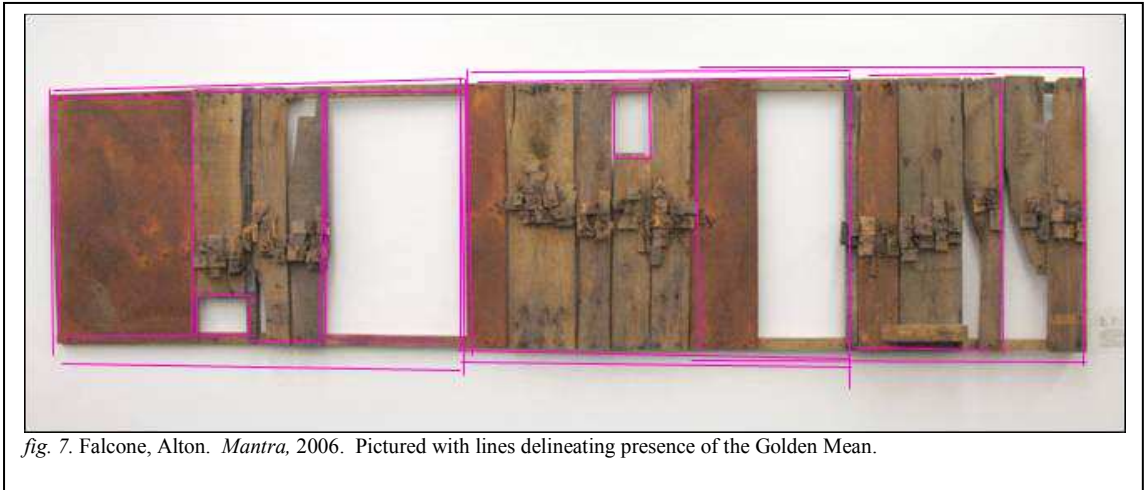 fig. 7. Falcone, Alton. Mantra, 2006. Pictured with lines delineating presence of the Golden Mean.